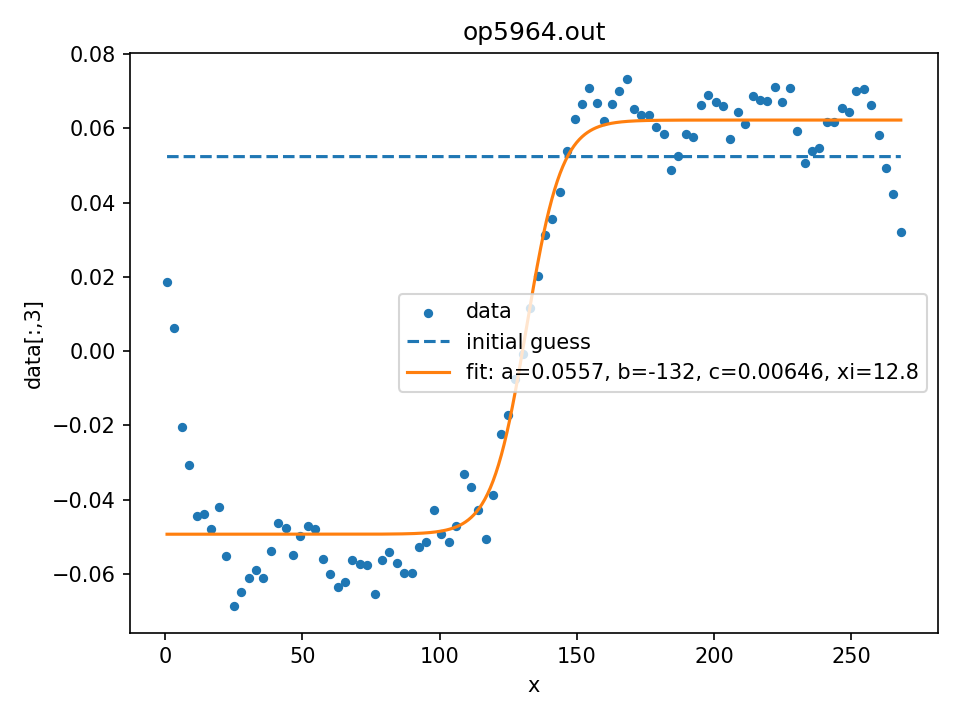 op5964.out
0.08
0.06
0.04
0.02
0.00
−0.02
−0.04
−0.06
data[:,3]
data
initial guess
fit: a=0.0557, b=-132, c=0.00646, xi=12.8
0 50 100 150 200 250
x